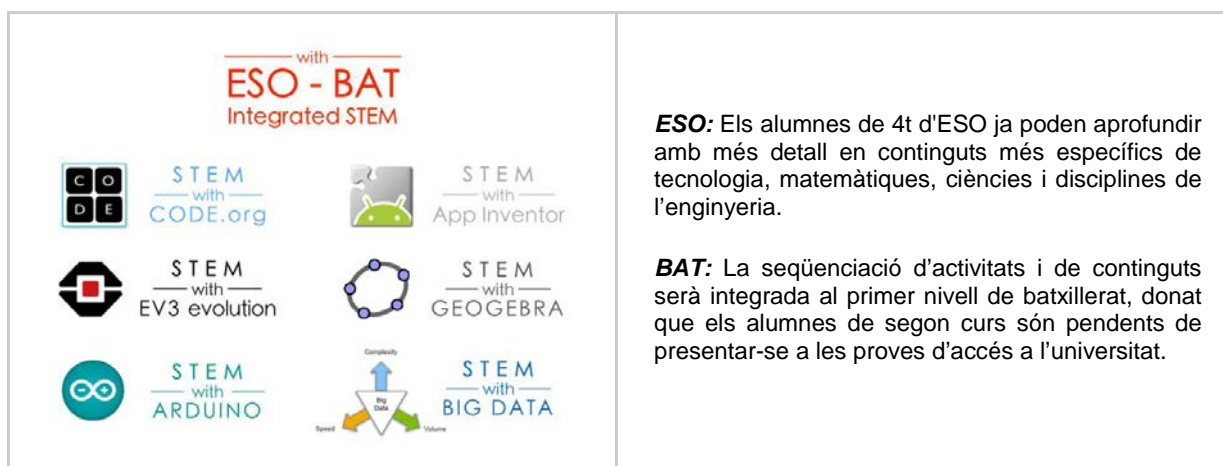 with
ESO - BAT
Integrated STEM
C O
D E
STEM
with
CODE.org
STEM
with
App Inventor
STEM
with
EV3 evolution
STEM
with
GEOGEBRA
STEM
with
ARDUINO
Complexity
Big
Data
Speed
Volume
STEM
with
BIG DATA
ESO: Els alumnes de 4t d'ESO ja poden aprofundir
amb més detall en continguts més específics de
tecnologia, matemàtiques, ciències i disciplines de
l’enginyeria.
BAT: La seqüenciació d’activitats i de continguts
serà integrada al primer nivell de batxillerat, donat
que els alumnes de segon curs són pendents de
presentar-se a les proves d’accés a l’universitat.